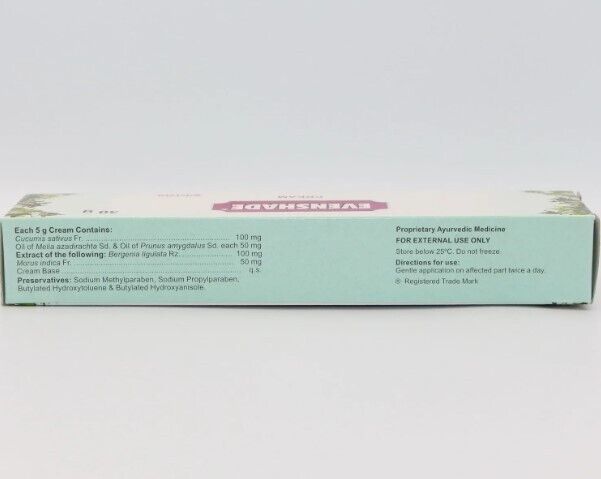 CREAM
EVENSHADE
30 g
Each 5 g Cream Contains:
Cucumis sativus Fr. 100 mg
Oil of Melia azadirachta Sd. & Oil of Prunus amygdalus Sd. each 50 mg
Extract of the following: Bergenia ligulata Rz. 100 mg
Morus indica Fr. 50 mg
Cream Base q.s.
Preservatives: Sodium Methylparaben, Sodium Propylparaben,
Butylated Hydroxytoluene & Butylated Hydroxyanisole.
Proprietary Ayurvedic Medicine
FOR EXTERNAL USE ONLY
Store below 25°C. Do not freeze.
Directions for use:
Gentle application on affected part twice a day.
® Registered Trade Mark